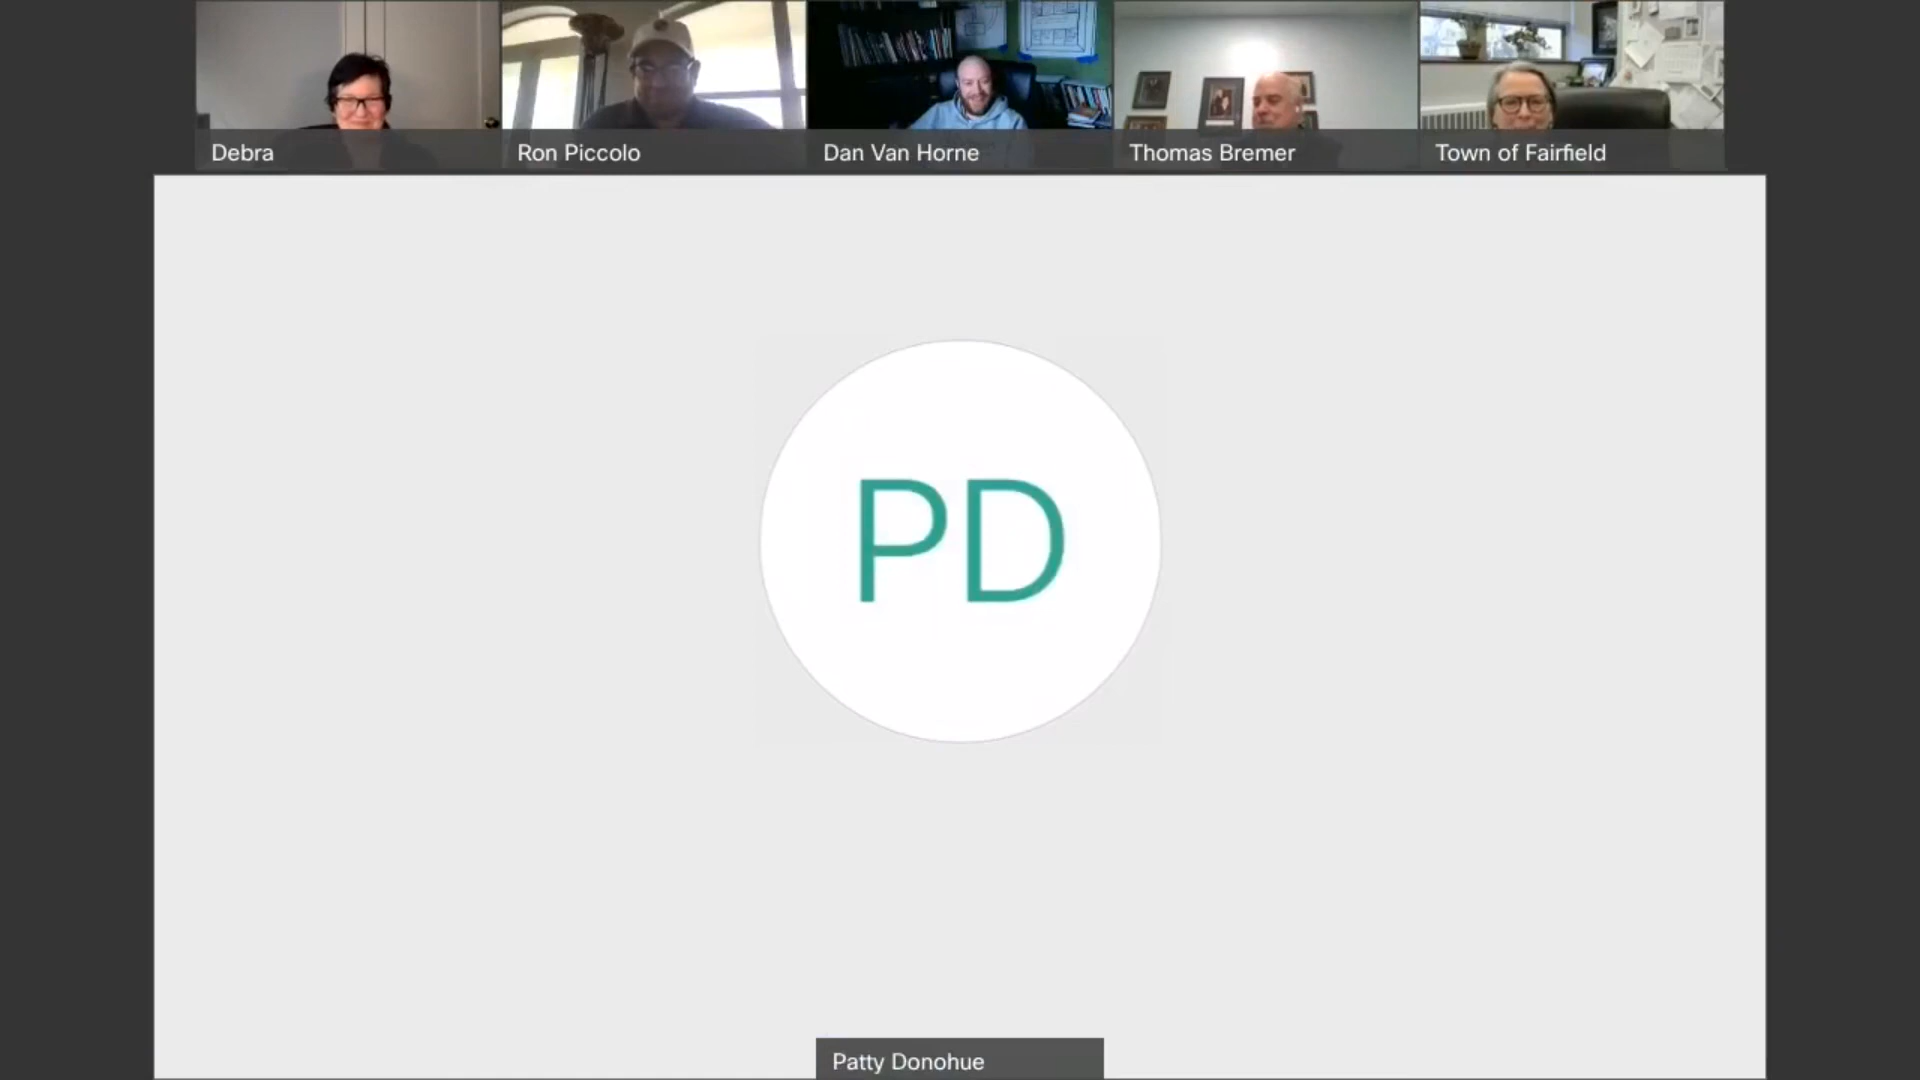 Debra
Ron Piccolo
Dan Van Horne
Thomas Bremer
Town of Fairfield
PD
Patty Donohue